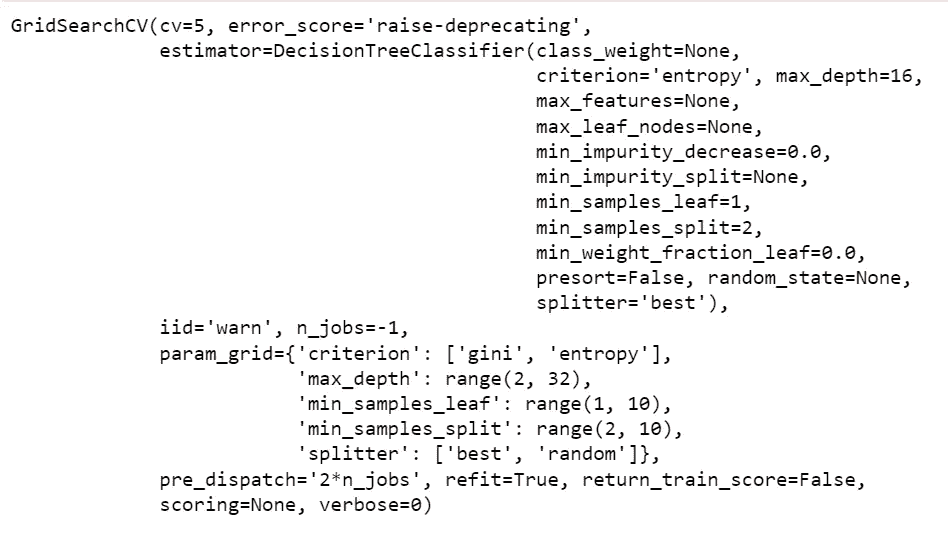 GridSearchCV(cv=5, error_score='raise-deprecating',
             estimator=DecisionTreeClassifier(class_weight=None,
                                              criterion='entropy', max_depth=16,
                                              max_features=None,
                                              max_leaf_nodes=None,
                                              min_impurity_decrease=0.0,
                                              min_impurity_split=None,
                                              min_samples_leaf=1,
                                              min_samples_split=2,
                                              min_weight_fraction_leaf=0.0,
                                              presort=False, random_state=None,
                                              splitter='best'),
             iid='warn', n_jobs=-1,
             param_grid={'criterion': ['gini', 'entropy'],
                         'max_depth': range(2, 32),
                         'min_samples_leaf': range(1, 10),
                         'min_samples_split': range(2, 10),
                         'splitter': ['best', 'random']},
             pre_dispatch='2*n_jobs', refit=True, return_train_score=False,
             scoring=None, verbose=0)